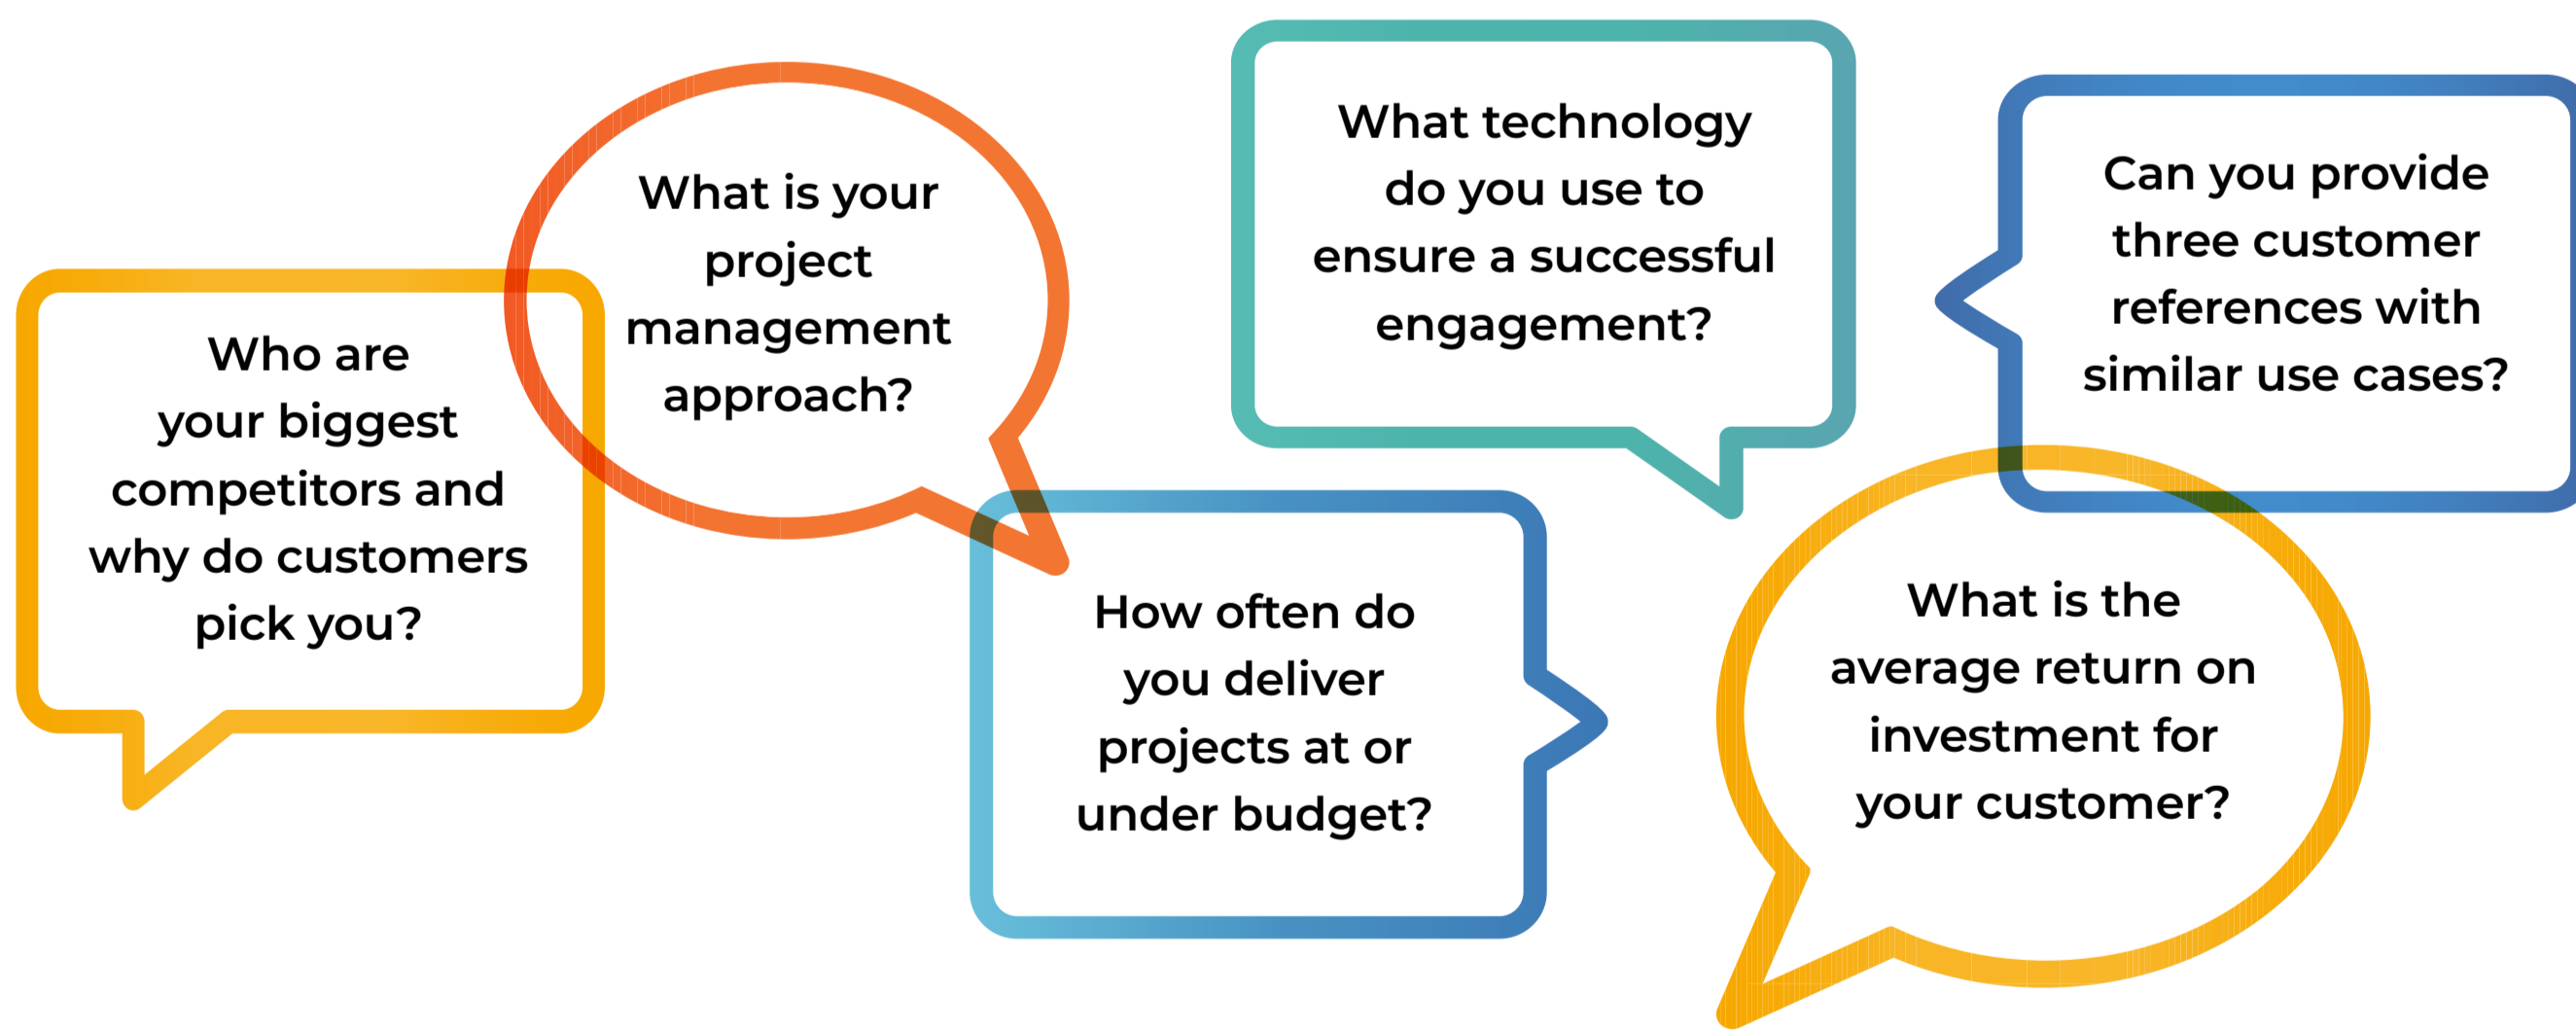 Who are
your biggest
competitors and
why do customers
pick you?
What is your
project
management
approach?
How often do
you deliver
projects at or
under budget?
What technology
do you use to
ensure a successful
engagement?
Can you provide
three customer
references with
similar use cases?
What is the
average return on
investment for
your customer?